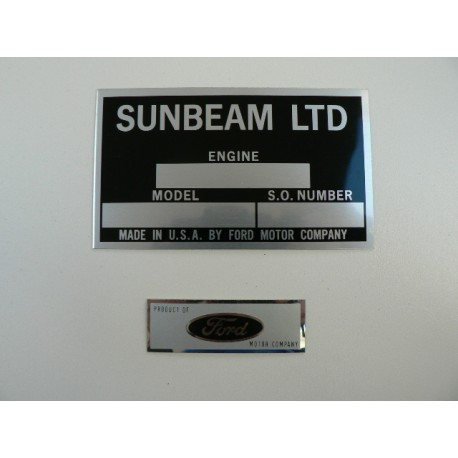 SUNBEAM LTD
ENGINE
MODEL S.O. NUMBER
MADE IN U.S.A. BY FORD MOTOR COMPANY
PRODUCT OF
Ford
MOTOR COMPANY